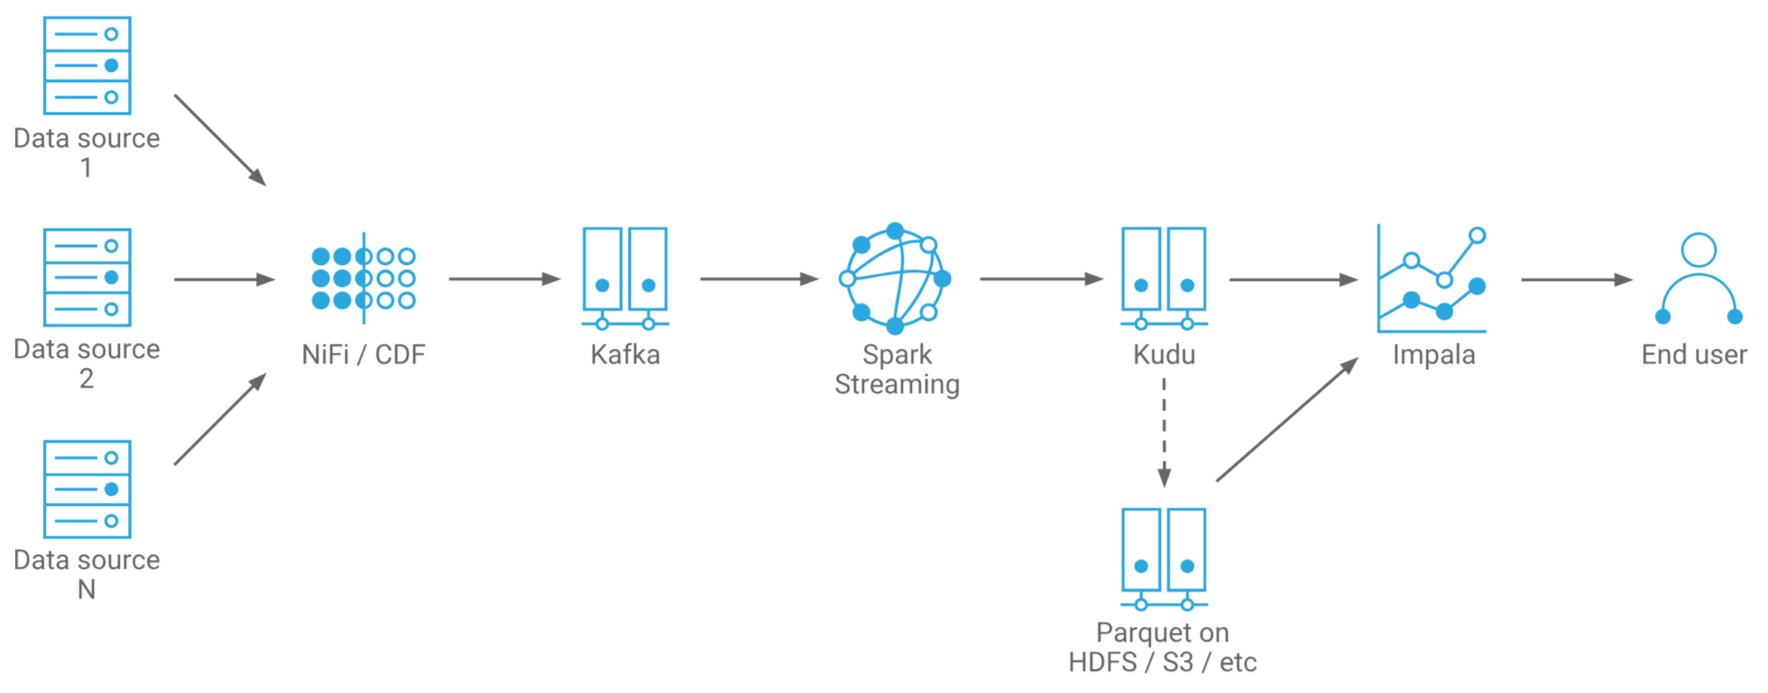 Data source
1
Data source
2
Data source
N
NiFi / CDF
Kafka
Spark
Streaming
Kudu
Impala
End user
Parquet on
HDFS / S3 / etc